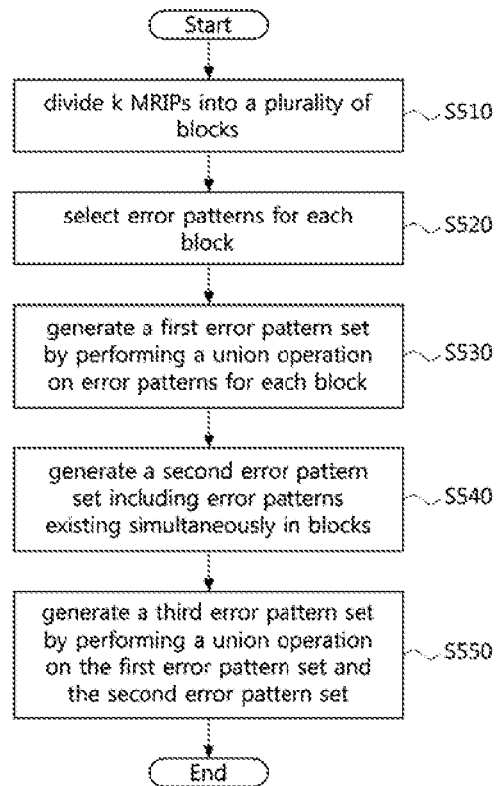 Start
divide k MRIPs into a plurality of
blocks
S510
select error patterns for each
block
S520
generate a first error pattern set
by performing a union operation
on error patterns for each block
S530
generate a second error pattern
set including error patterns
existing simultaneously in blocks
S540
generate a third error pattern set
by performing a union operation
on the first error pattern set and
the second error pattern set
S550
End